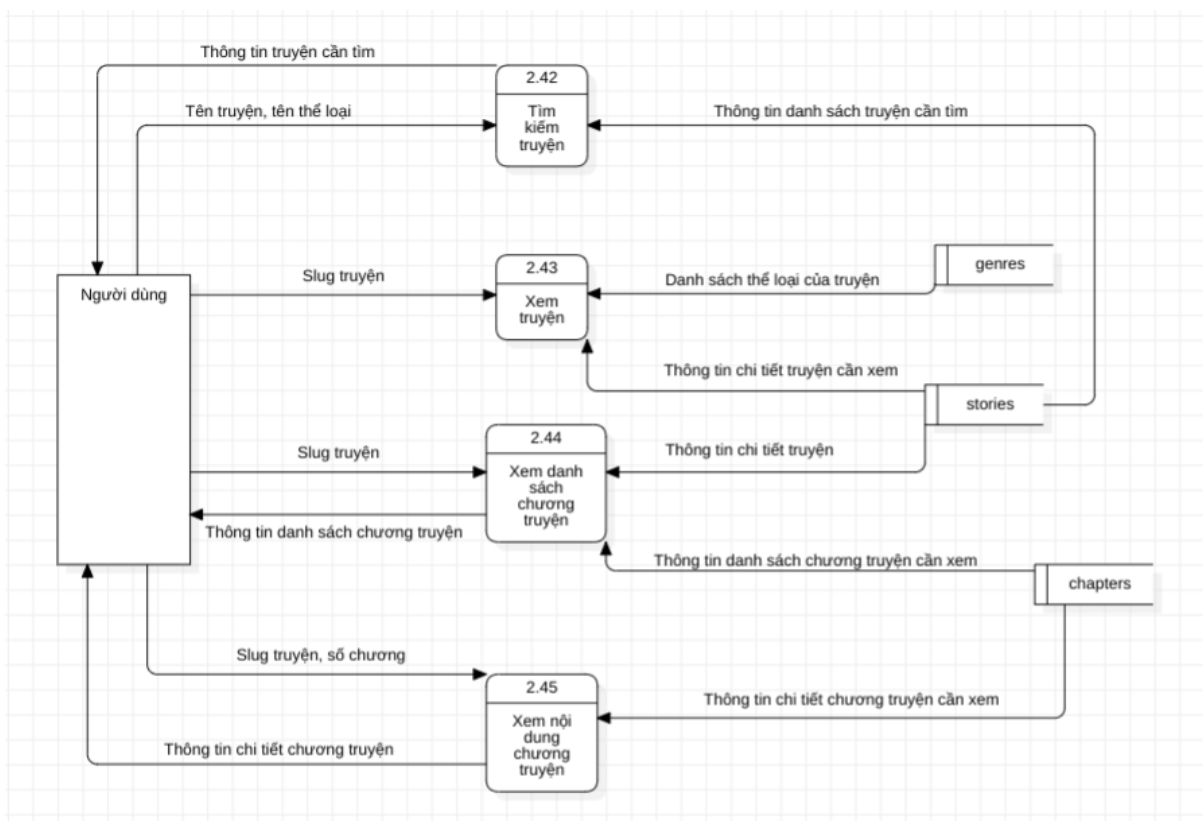 Thông tin truyện cần tìm
2.42
Tên truyện, tên thể loại
Tìm
kiếm
truyện
Thông tin danh sách truyện cần tìm
Người dùng
Slug truyện
2.43
Xem
truyện
Danh sách thể loại của truyện
genres
Thông tin chi tiết truyện cần xem
stories
Slug truyện
2.44
Xem danh
sách
chương
truyện
Thông tin chi tiết truyện
Thông tin danh sách chương truyện
Thông tin danh sách chương truyện cần xem
chapters
Slug truyện, số chương
2.45
Xem nội
dung
chương
truyện
Thông tin chi tiết chương truyện cần xem
Thông tin chi tiết chương truyện